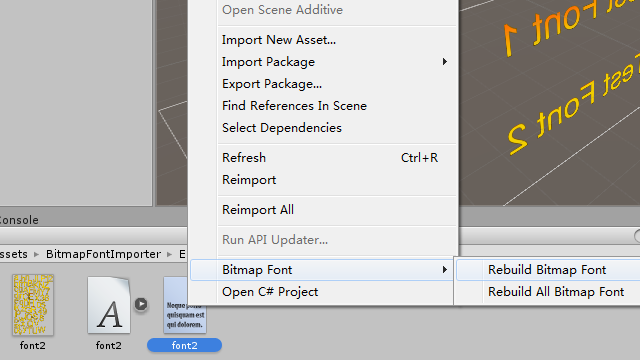 Open Scene Additive
Import New Asset...
Import Package
Export Package...
Find References In Scene
Select Dependencies
Refresh Ctrl+R
Reimport
Reimport All
Run API Updater...
Bitmap Font
Open C# Project
Rebuild Bitmap Font
Rebuild All Bitmap Font
Test Font 1
Test Font 2
Console
ssets ▸ BitmapFontImporter ▸ E
A
Neque porro
quisquam est
qui dolorem.
font2
font2
font2